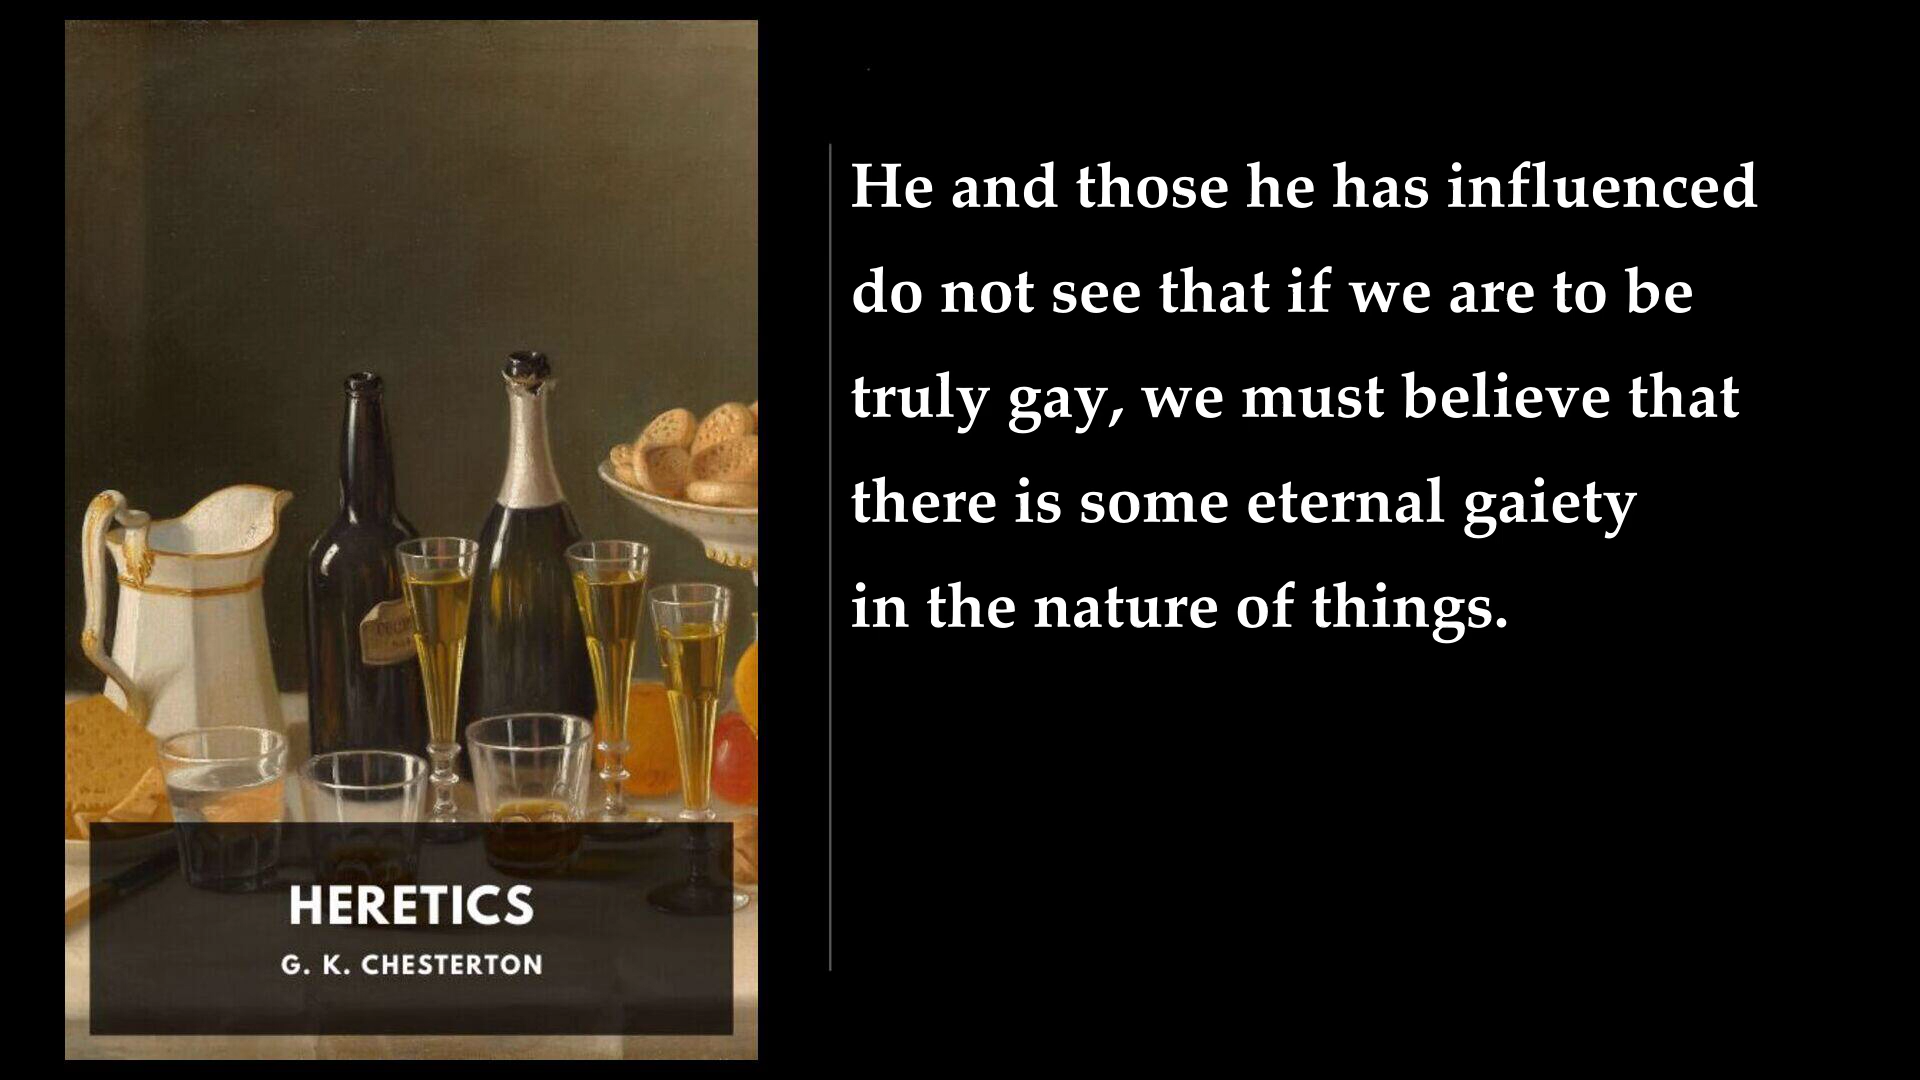 He and those he has influenced
do not see that if we are to be
truly gay, we must believe that
there is some eternal gaiety
in the nature of things.
HERETICS
G. K. CHESTERTON